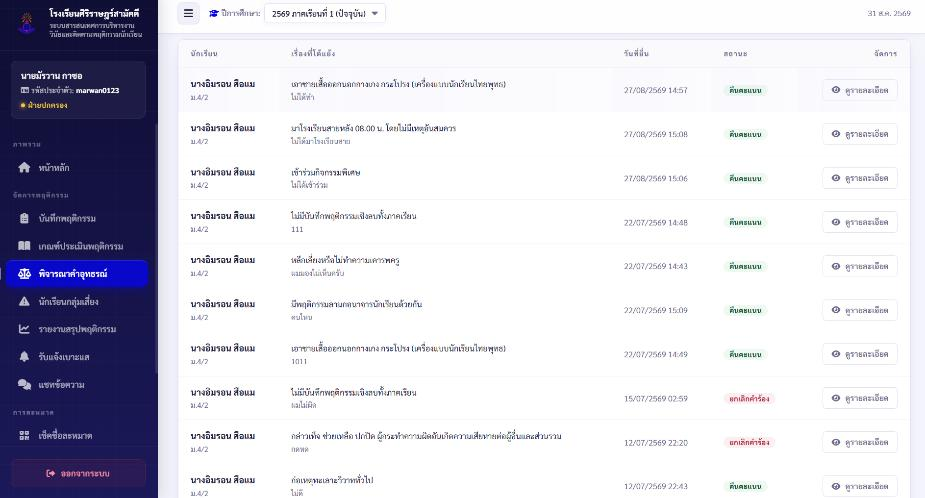 โรงเรียนศิริราษฎร์สามัคคี
ระบบสารสนเทศการบริหารงาน
วินัยและติดตามพฤติกรรมนักเรียน
นายมัรวาน กาซอ
รหัสประจำตัว: marwan0123
ฝ่ายปกครอง
ภาพรวม
หน้าหลัก
จัดการพฤติกรรม
บันทึกพฤติกรรม
เกณฑ์ประเมินพฤติกรรม
พิจารณาคำอุทธรณ์
นักเรียนกลุ่มเสี่ยง
รายงานสรุปพฤติกรรม
รับแจ้งเบาะแส
แชทข้อความ
การละหมาด
เช็คชื่อละหมาด
ออกจากระบบ
ปีการศึกษา: 2569 ภาคเรียนที่ 1 (ปัจจุบัน)
31 ส.ค. 2569
นักเรียน เรื่องที่โต้แย้ง วันที่ยื่น สถานะ จัดการ
นางอิมรอน สือแม เอาชายเสื้อออกนอกกางเกง กระโปรง (เครื่องแบบนักเรียนไทยพุทธ) 27/08/2569 14:57 คืนคะแนน ดูรายละเอียด
ม.4/2 ไม่ได้ทำ
นางอิมรอน สือแม มาโรงเรียนสายหลัง 08.00 น. โดยไม่มีเหตุอันสมควร 27/08/2569 15:08 คืนคะแนน ดูรายละเอียด
ม.4/2 ไม่ได้มาโรงเรียนสาย
นางอิมรอน สือแม เข้าร่วมกิจกรรมพิเศษ 27/08/2569 15:06 คืนคะแนน ดูรายละเอียด
ม.4/2 ไม่ได้เข้าร่วม
นางอิมรอน สือแม ไม่มีบันทึกพฤติกรรมเชิงลบทั้งภาคเรียน 22/07/2569 14:48 คืนคะแนน ดูรายละเอียด
ม.4/2 111
นางอิมรอน สือแม หลีกเลี่ยงหรือไม่ทำความเคารพครู 22/07/2569 14:43 คืนคะแนน ดูรายละเอียด
ม.4/2 ผมมองไม่เห็นครับ
นางอิมรอน สือแม มีพฤติกรรมลามกอนาจารนักเรียนด้วยกัน 22/07/2569 15:09 คืนคะแนน ดูรายละเอียด
ม.4/2 คนไหน
นางอิมรอน สือแม เอาชายเสื้อออกนอกกางเกง กระโปรง (เครื่องแบบนักเรียนไทยพุทธ) 22/07/2569 14:49 คืนคะแนน ดูรายละเอียด
ม.4/2 1011
นางอิมรอน สือแม ไม่มีบันทึกพฤติกรรมเชิงลบทั้งภาคเรียน 15/07/2569 02:59 ยกเลิกคำร้อง ดูรายละเอียด
ม.4/2 ผมไม่ผิด
นางอิมรอน สือแม กล่าวเท็จ ช่วยเหลือ ปกปิด ผู้กระทำความผิดอันเกิดความเสียหายต่อผู้อื่นและส่วนรวม 12/07/2569 22:20 ยกเลิกคำร้อง ดูรายละเอียด
ม.4/2 กดหด
นางอิมรอน สือแม ก่อเหตุทะเลาะวิวาททั่วไป 12/07/2569 22:43 คืนคะแนน ดูรายละเอียด
ม.4/2 ไม่ดี